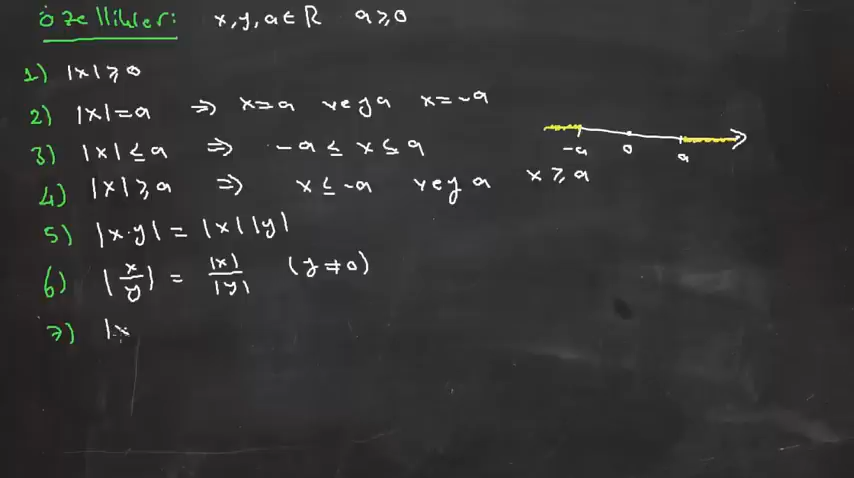 özellikler: x, y, a ∈ ℝ a ≥ 0
1) |x| ≥ 0
2) |x| = a ⇒ x = a veya x = -a
3) |x| ≤ a ⇒ -a ≤ x ≤ a
-a 0 a
4) |x| ≥ a ⇒ x ≤ -a veya x ≥ a
5) |x·y| = |x| |y|
6) |x/y| = |x|/|y| (y ≠ 0)
7) |x